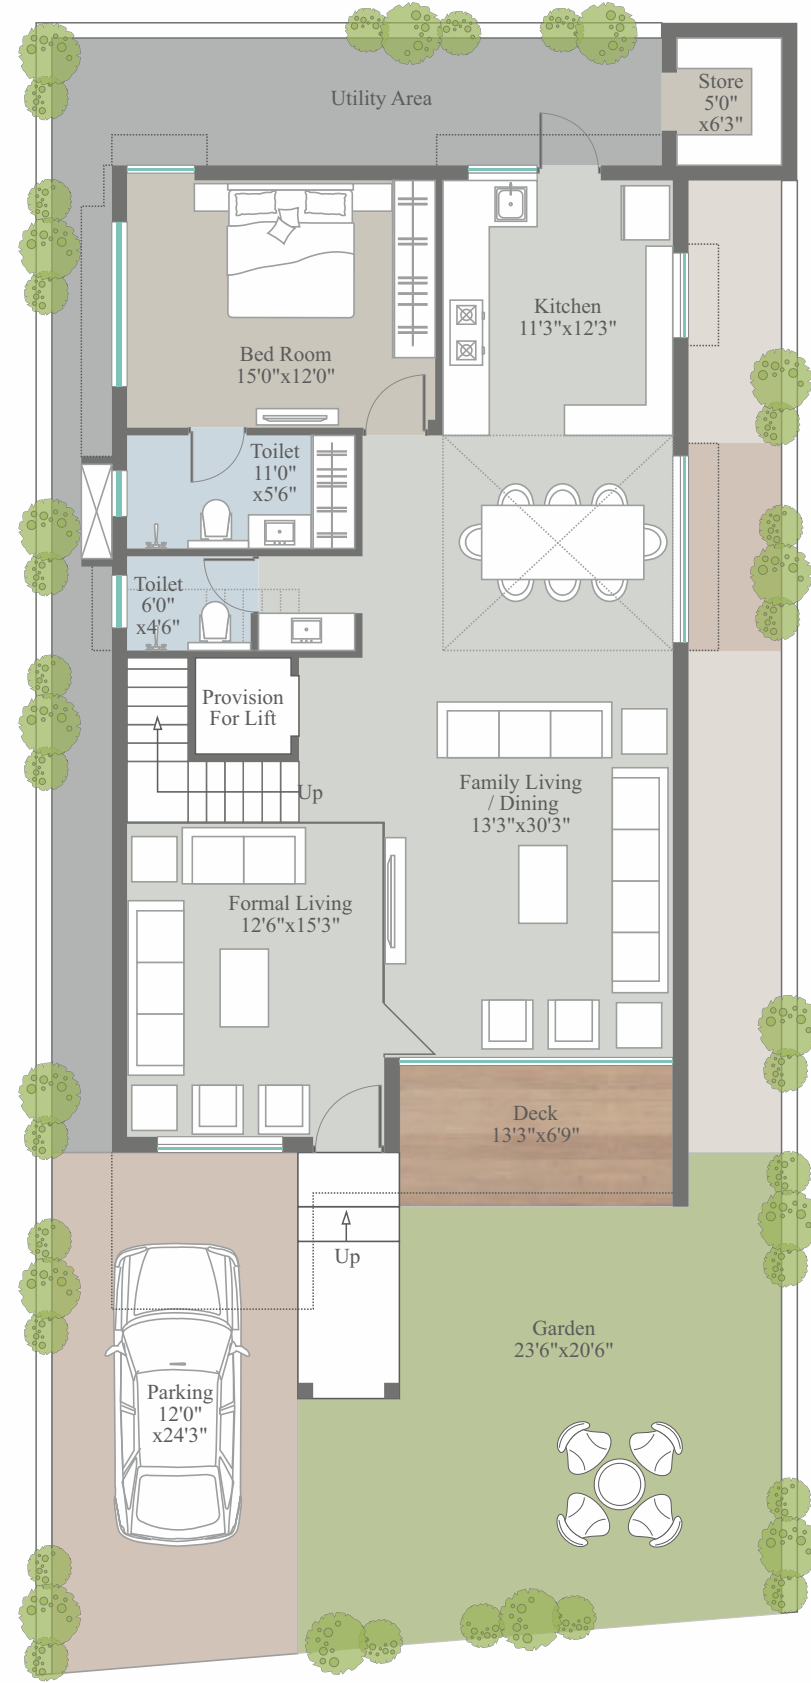 Utility Area
Store
5'0"
x6'3"
Kitchen
11'3"x12'3"
Bed Room
15'0"x12'0"
Toilet
11'0"
x5'6"
Toilet
6'0"
x4'6"
Provision
For Lift
Up
Family Living
/ Dining
13'3"x30'3"
Formal Living
12'6"x15'3"
Deck
13'3"x6'9"
Up
Garden
23'6"x20'6"
Parking
12'0"
x24'3"